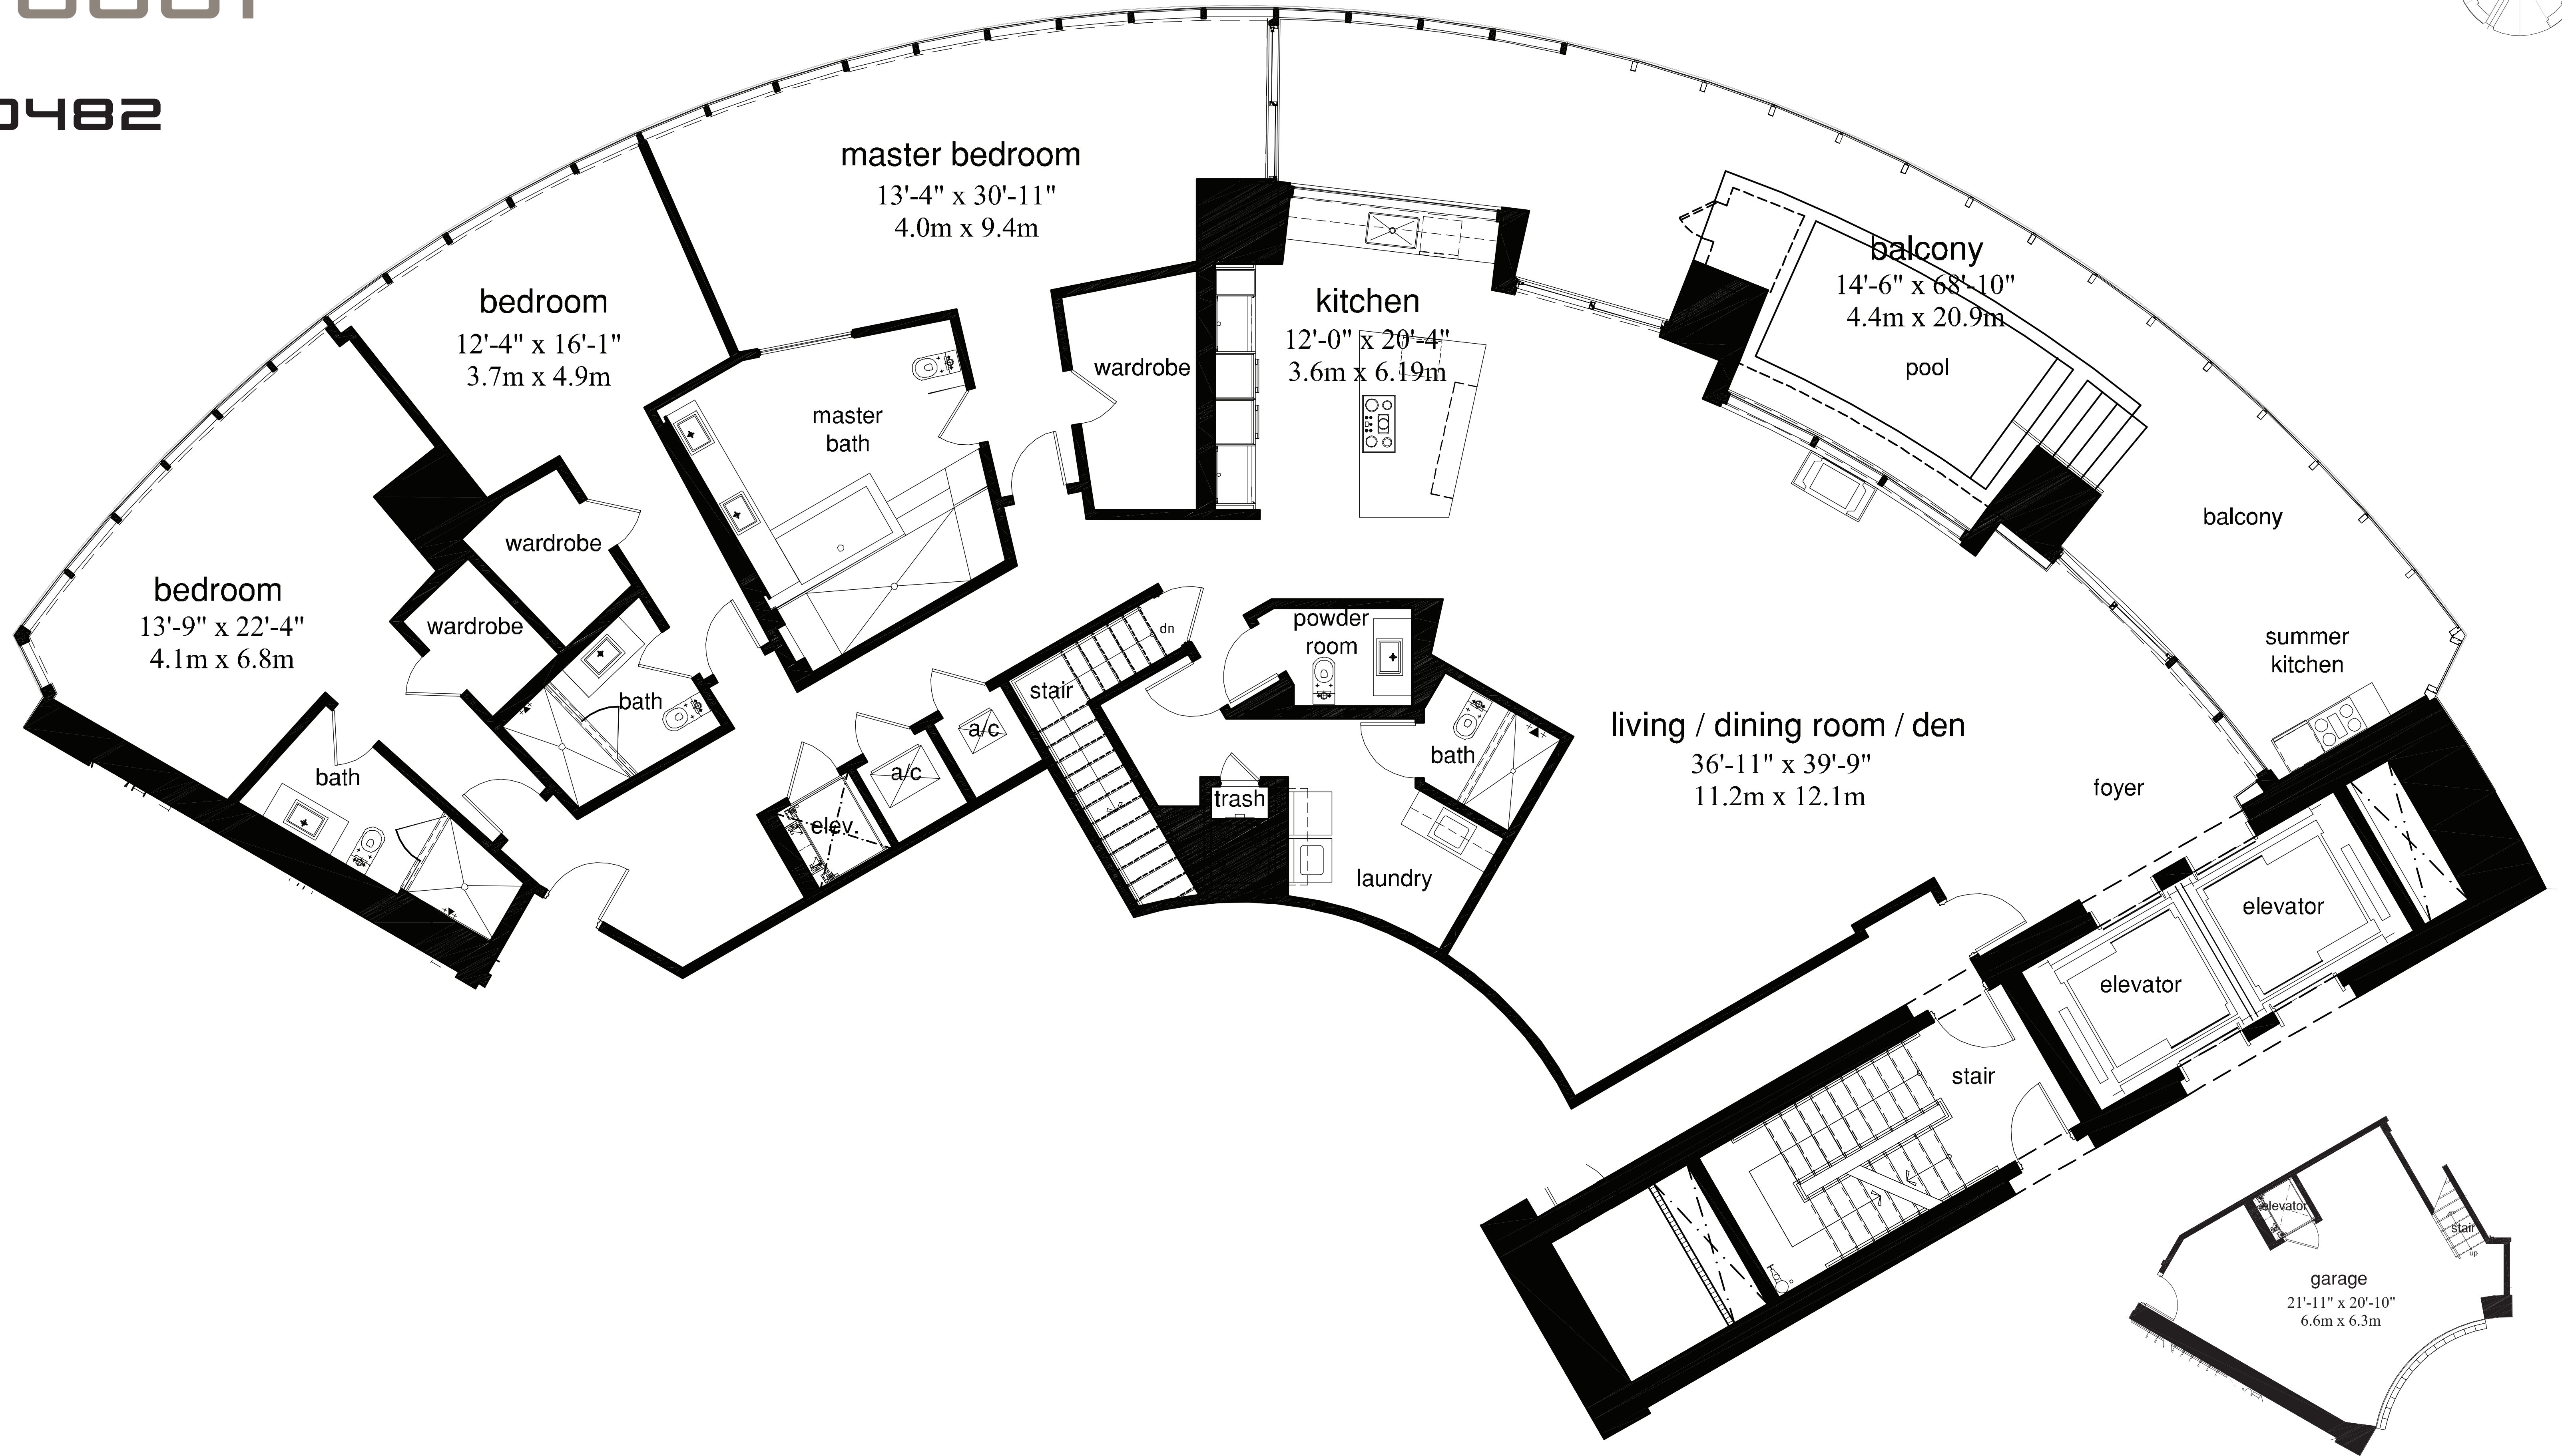 0482
master bedroom
13'-4" x 30'-11"
4.0m x 9.4m
bedroom
12'-4" x 16'-1"
3.7m x 4.9m
kitchen
12'-0" x 20'-4"
3.6m x 6.19m
balcony
14'-6" x 68'-10"
4.4m x 20.9m
pool
wardrobe
master
bath
balcony
wardrobe
bedroom
13'-9" x 22'-4"
4.1m x 6.8m
wardrobe
bath
dn
stair
powder
room
summer
kitchen
a/c
a/c
bath
elev.
trash
bath
laundry
living / dining room / den
36'-11" x 39'-9"
11.2m x 12.1m
foyer
elevator
elevator
stair
elevator
stair
up
garage
21'-11" x 20'-10"
6.6m x 6.3m